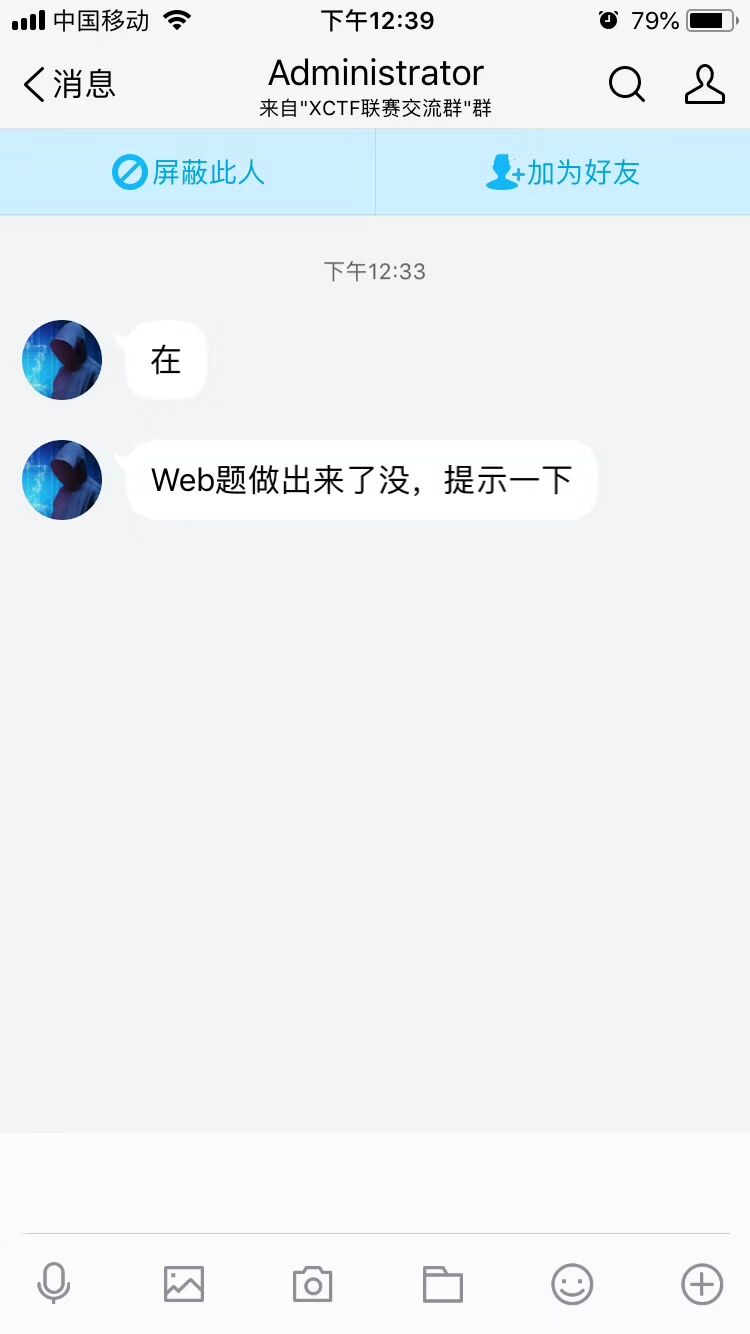 中国移动 下午12:39 79%
消息 Administrator
来自"XCTF联赛交流群"群
屏蔽此人 加为好友
下午12:33
在
Web题做出来了没，提示一下